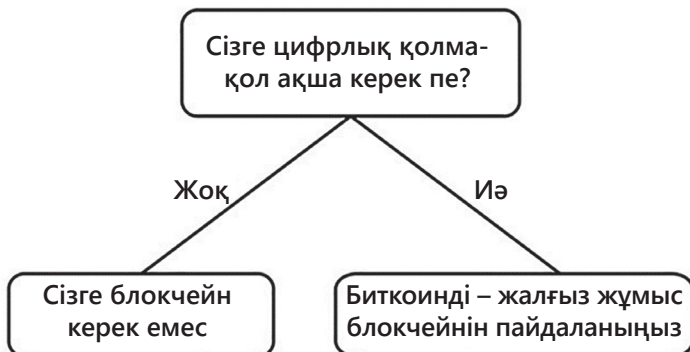 Сізге цифрлық қолма-
қол ақша керек пе?
Жоқ
Иә
Сізге блокчейн
керек емес
Биткоинді – жалғыз жұмыс
блокчейнін пайдаланыңыз